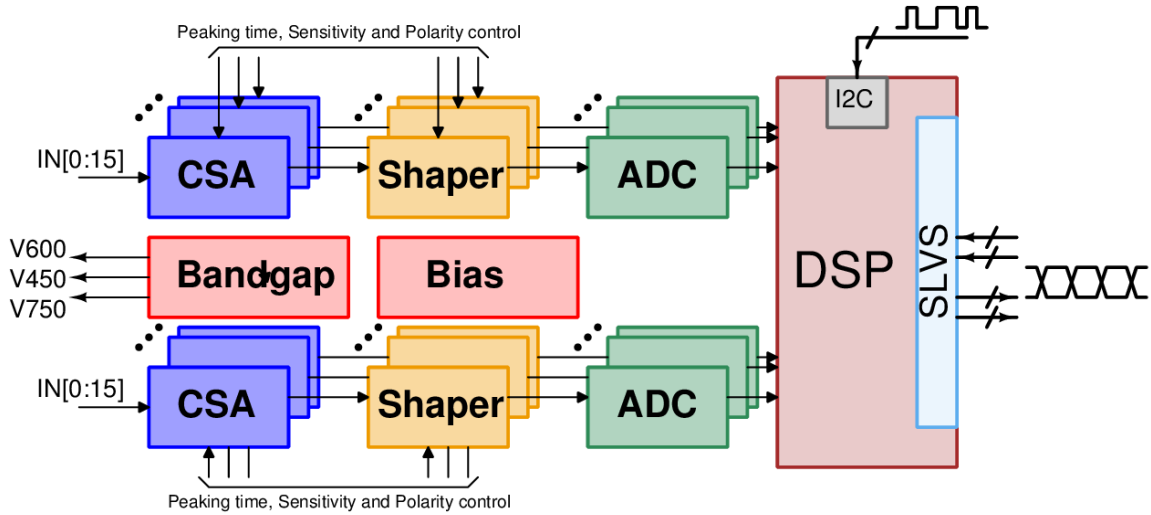 Peaking time, Sensitivity and Polarity control
I2C
IN[0:15]
CSA
Shaper
ADC
V600
V450
V750
Bandgap
Bias
DSP
SLVS
IN[0:15]
CSA
Shaper
ADC
Peaking time, Sensitivity and Polarity control